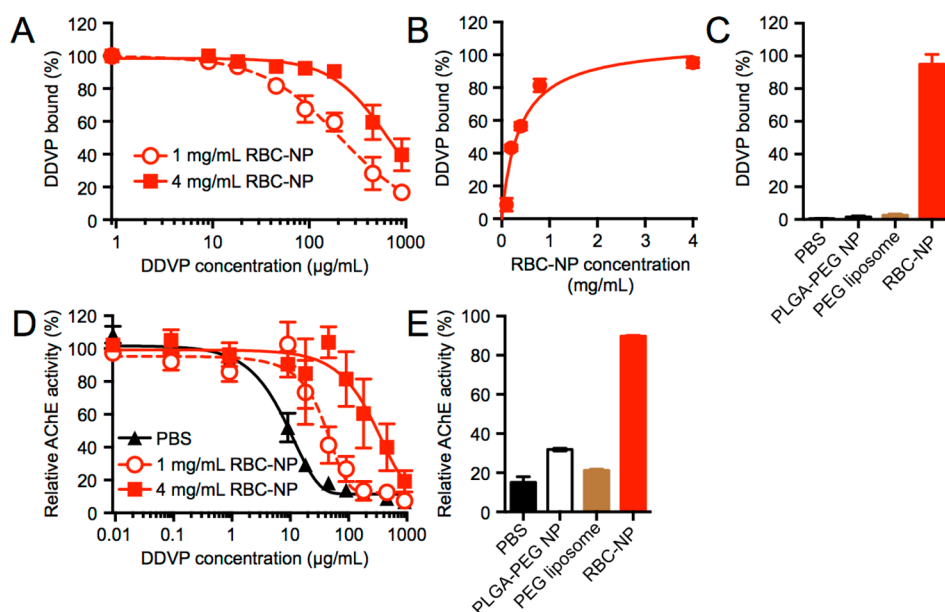 A
DDVP bound (%)
120
100
80
60
40
20
0
1 mg/mL RBC-NP
4 mg/mL RBC-NP
1 10 100 1000
DDVP concentration (µg/mL)
B
DDVP bound (%)
120
100
80
60
40
20
0
0 1 2 3 4
RBC-NP concentration
(mg/mL)
C
DDVP bound (%)
120
100
80
60
40
20
0
PBS
PLGA-PEG NP
PEG liposome
RBC-NP
D
Relative AChE activity (%)
120
100
80
60
40
20
0
PBS
1 mg/mL RBC-NP
4 mg/mL RBC-NP
0.01 0.1 1 10 100 1000
DDVP concentration (µg/mL)
E
Relative AChE activity (%)
100
80
60
40
20
0
PBS
PLGA-PEG NP
PEG liposome
RBC-NP